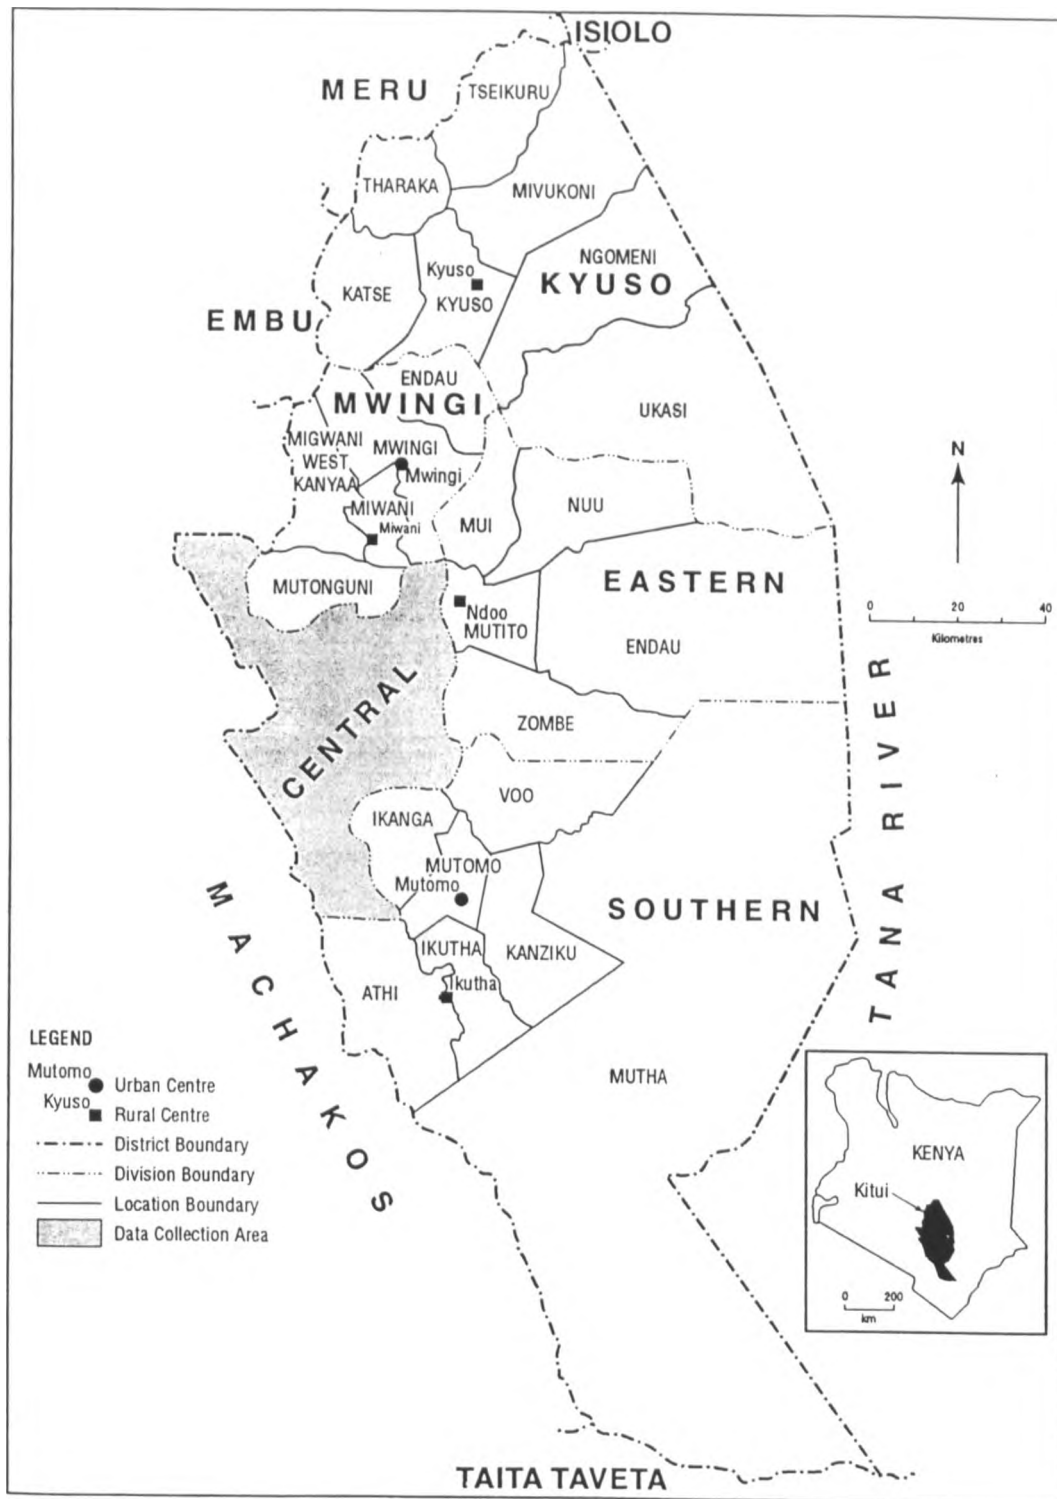 ISIOLO
MERU
TSEIKURU
THARAKA
MIVUKONI
NGOMENI
KYUSO
Kyuso
KYUSO
KATSE
EMBU
ENDAU
MWINGI
UKASI
MIGWANI
WEST
KANYAA
MWINGI
Mwingi
N
MIWANI
Miwani
MUI
NUU
MUTONGUNI
EASTERN
Ndoo
MUTITO
ENDAU
0 20 40
Kilometres
CENTRAL
ZOMBE
VOO
TANA RIVER
IKANGA
MUTOMO
Mutomo
SOUTHERN
MACHAKOS
IKUTHA
KANZIKU
ATHI
Ikutha
MUTHA
LEGEND
Mutomo
Urban Centre
Kyuso
Rural Centre
District Boundary
Division Boundary
Location Boundary
Data Collection Area
KENYA
Kitui
0 200
km
TAITA TAVETA